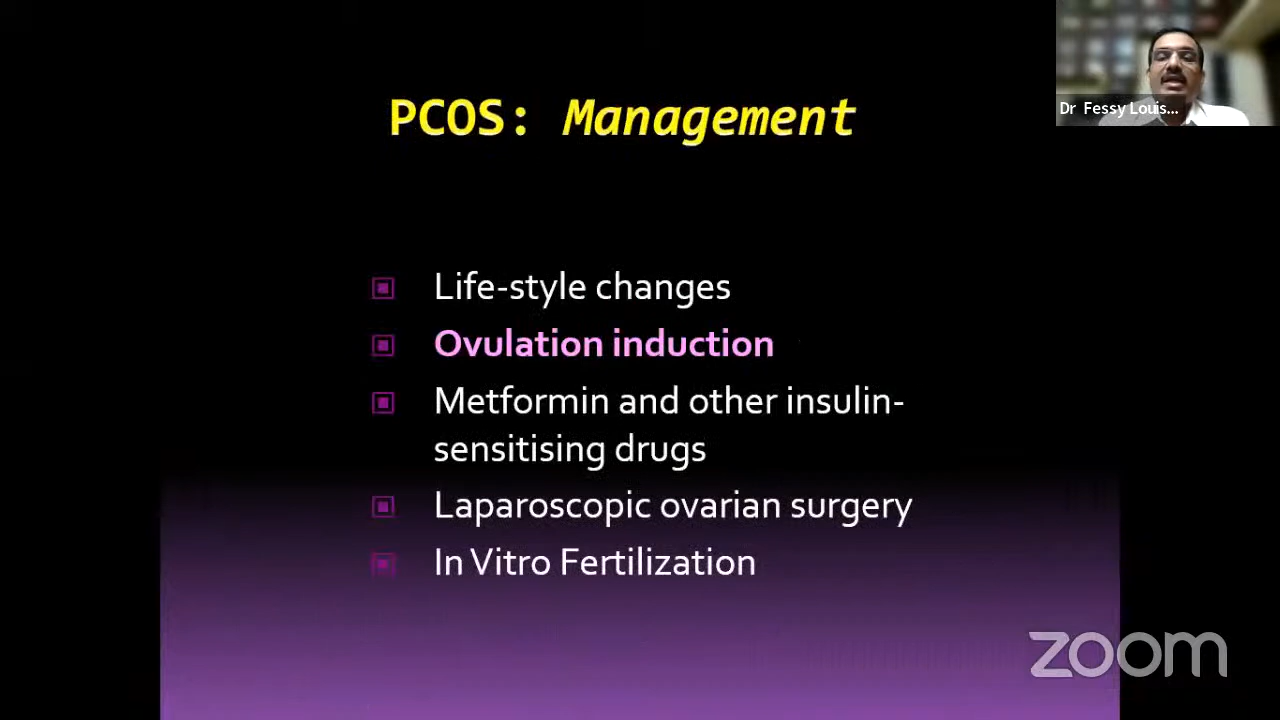 Dr Fessy Louis...
PCOS: Management
Life-style changes
Ovulation induction
Metformin and other insulin-
sensitising drugs
Laparoscopic ovarian surgery
In Vitro Fertilization
zoom